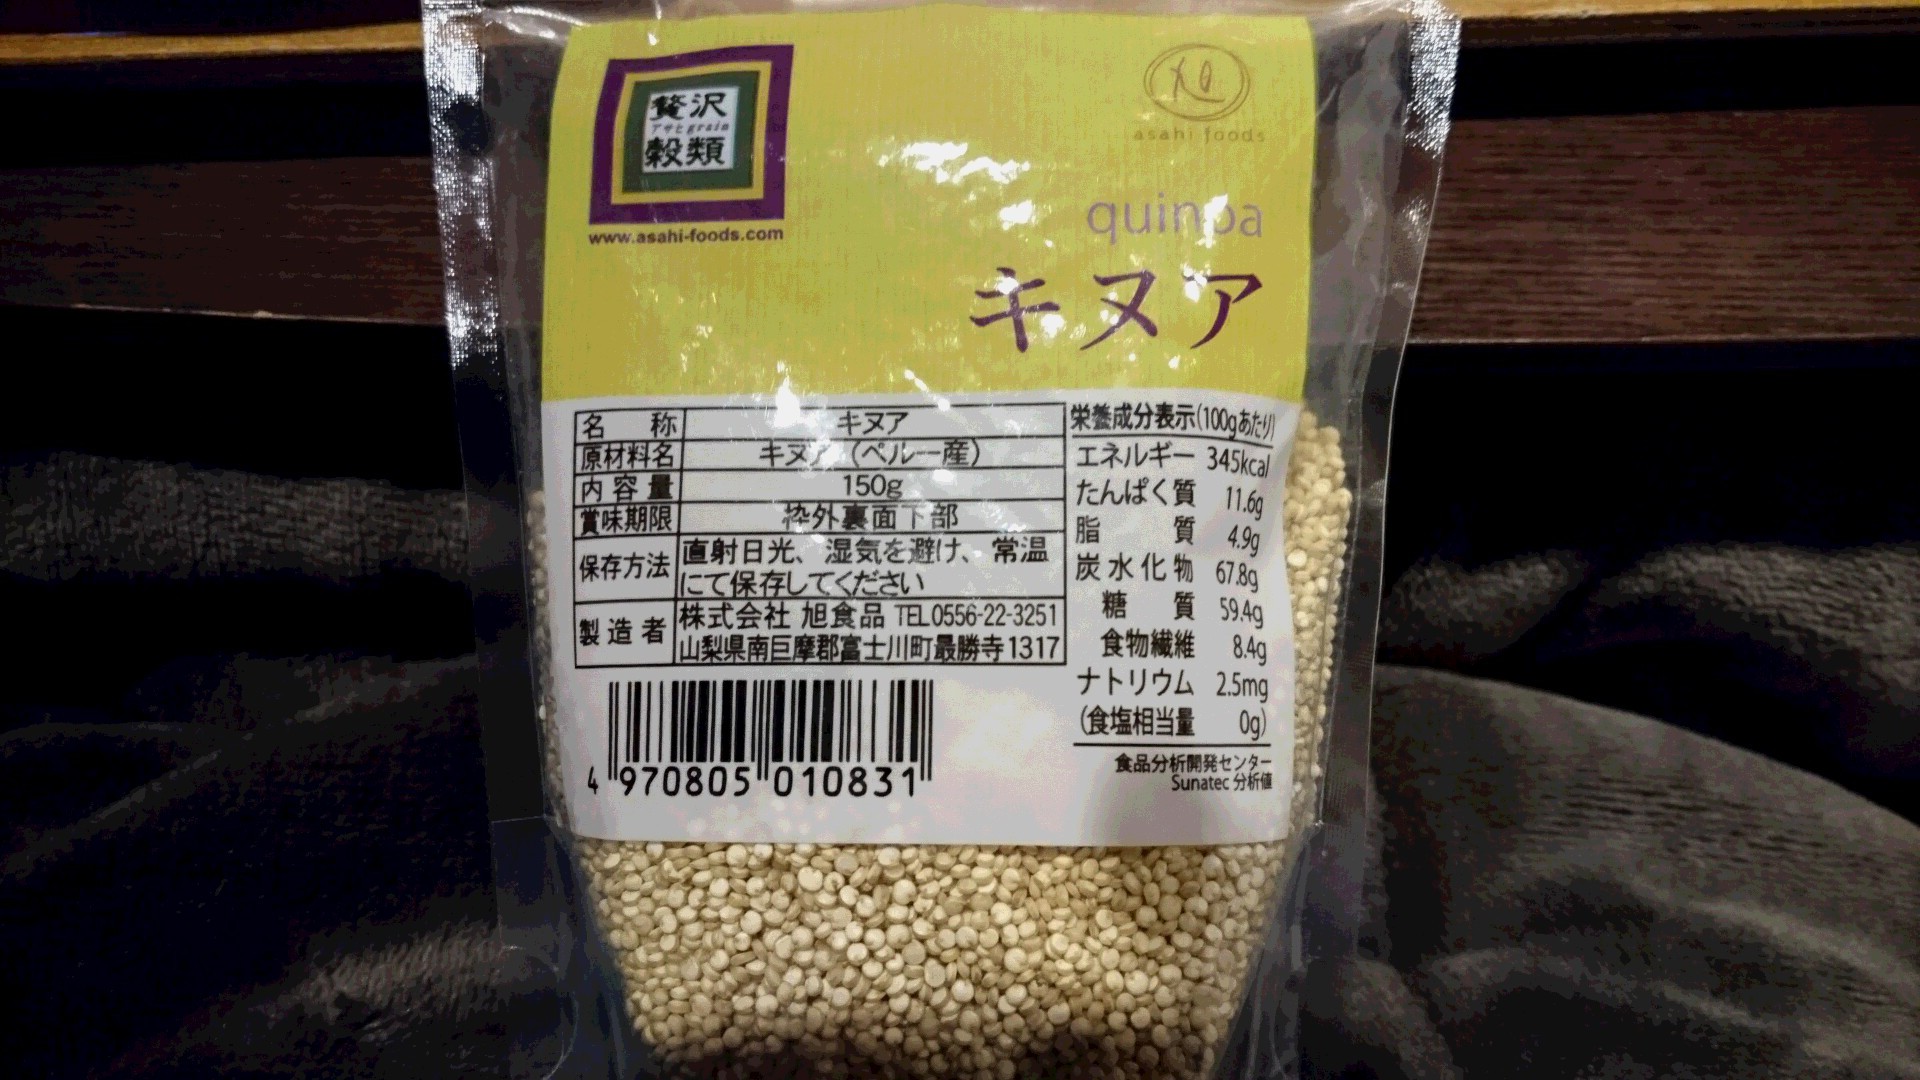 贅沢
アサヒgrain
穀類
www.asahi-foods.com
旭
asahi foods
quinoa
キヌア
名 称 キヌア
原材料名 キヌア (ペルー産)
内容量 150g
賞味期限 枠外裏面下部
保存方法 直射日光、湿気を避け、常温
にて保存してください
製造者 株式会社 旭食品 TEL0556-22-3251
山梨県南巨摩郡富士川町最勝寺1317
栄養成分表示(100gあたり)
エネルギー 345kcal
たんぱく質 11.6g
脂 質 4.9g
炭水化物 67.8g
糖 質 59.4g
食物繊維 8.4g
ナトリウム 2.5mg
(食塩相当量 0g)
食品分析開発センター
Sunatec 分析値
4 970805 010831